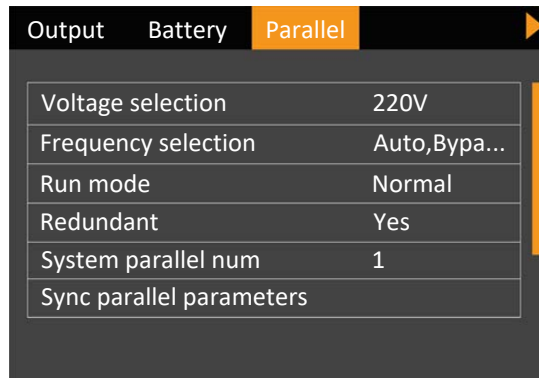 Output Battery Parallel
Voltage selection 220V
Frequency selection Auto,Bypa...
Run mode Normal
Redundant Yes
System parallel num 1
Sync parallel parameters